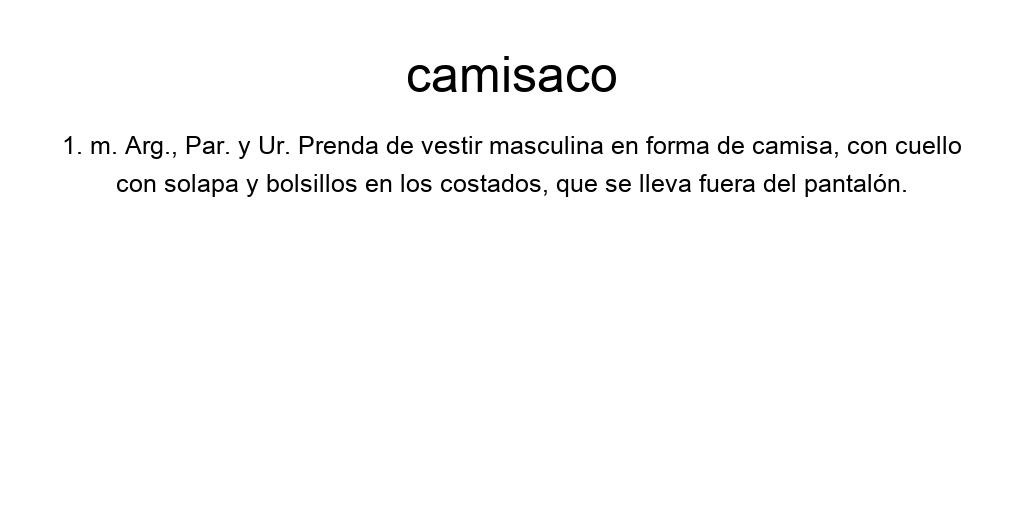 camisaco
1. m. Arg., Par. y Ur. Prenda de vestir masculina en forma de camisa, con cuello
con solapa y bolsillos en los costados, que se lleva fuera del pantalón.